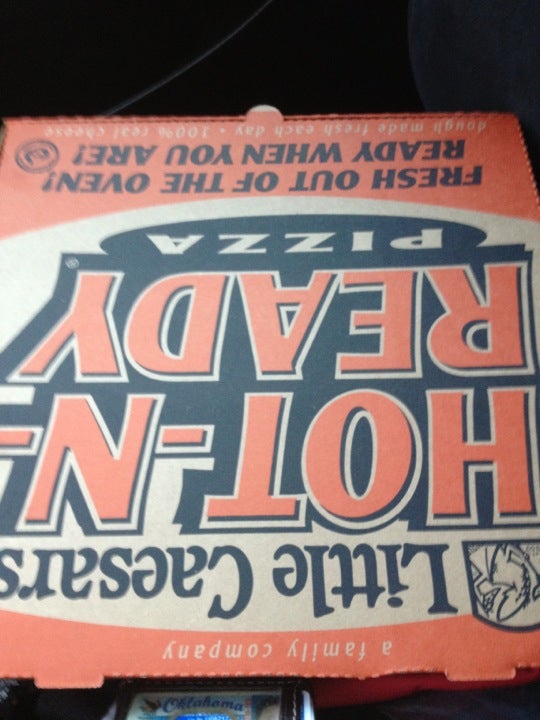 a family company
Little Caesars
HOT-N-
READY®
PIZZA
FRESH OUT OF THE OVEN!
READY WHEN YOU ARE!
dough made fresh each day • 100% real cheese
Oklahama